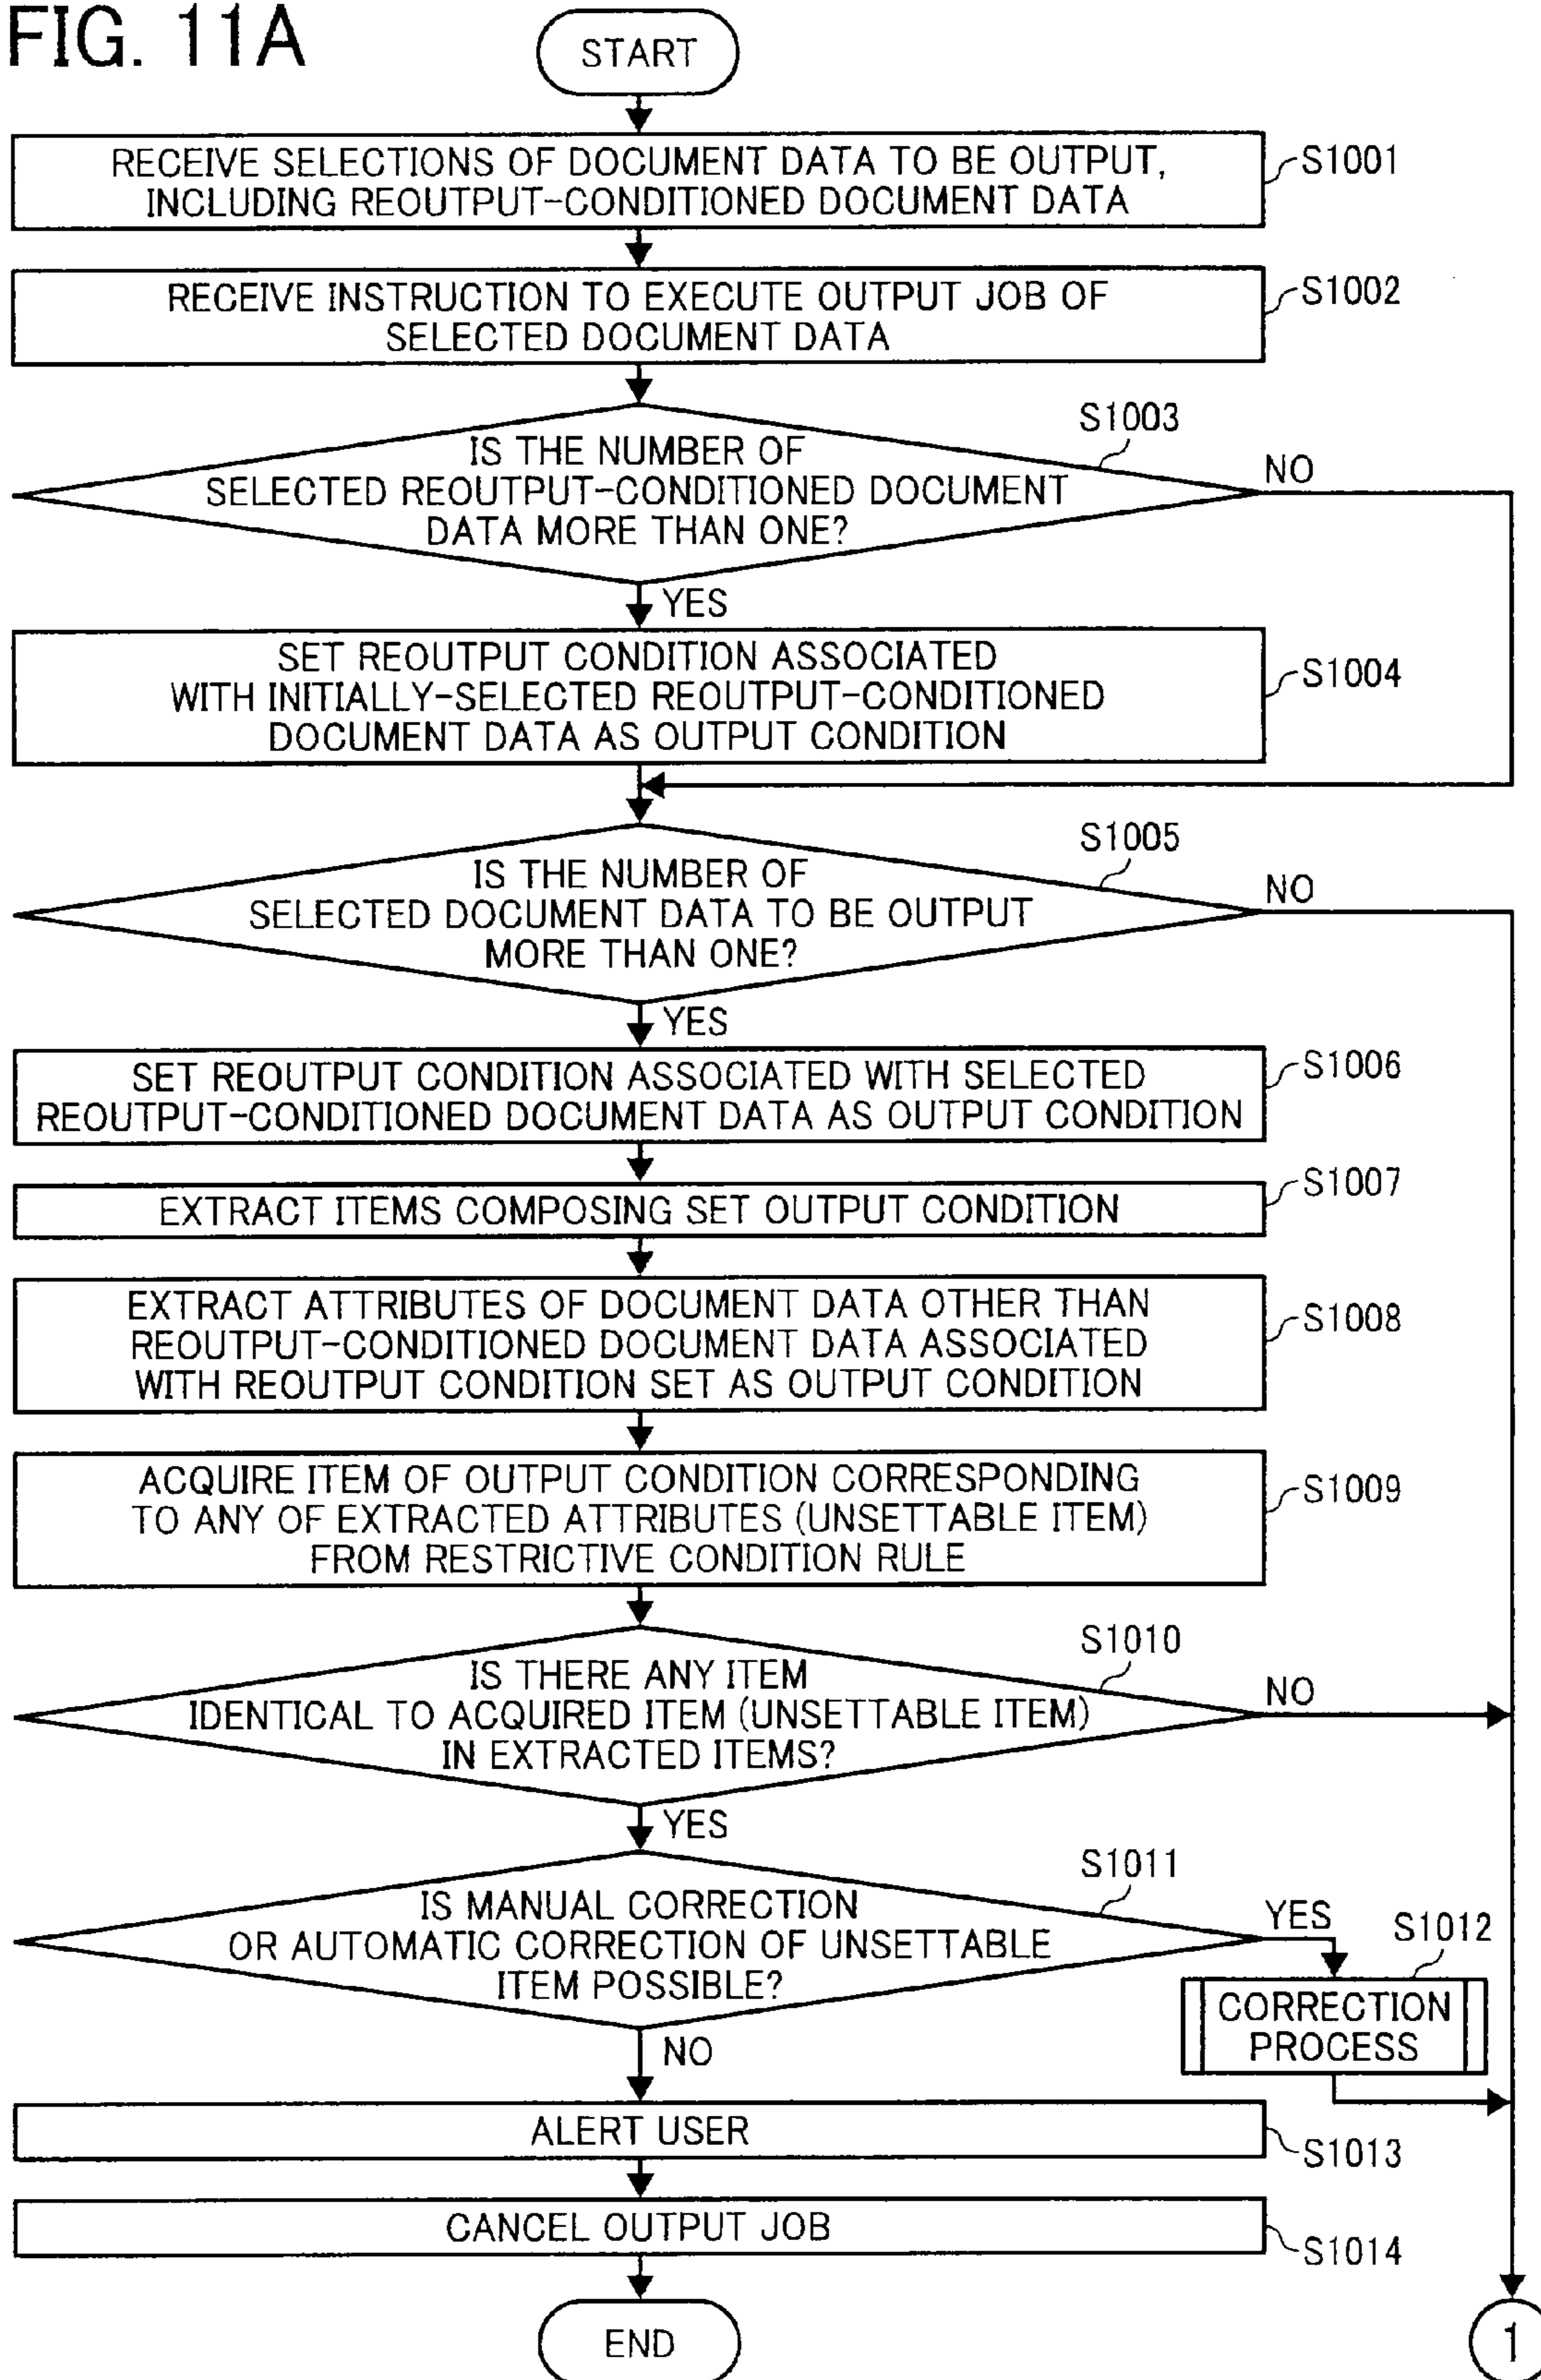 FIG. 11A
START
RECEIVE SELECTIONS OF DOCUMENT DATA TO BE OUTPUT,
INCLUDING REOUTPUT-CONDITIONED DOCUMENT DATA
S1001
RECEIVE INSTRUCTION TO EXECUTE OUTPUT JOB OF
SELECTED DOCUMENT DATA
S1002
IS THE NUMBER OF
SELECTED REOUTPUT-CONDITIONED DOCUMENT
DATA MORE THAN ONE?
S1003
NO
YES
SET REOUTPUT CONDITION ASSOCIATED
WITH INITIALLY-SELECTED REOUTPUT-CONDITIONED
DOCUMENT DATA AS OUTPUT CONDITION
S1004
IS THE NUMBER OF
SELECTED DOCUMENT DATA TO BE OUTPUT
MORE THAN ONE?
S1005
NO
YES
SET REOUTPUT CONDITION ASSOCIATED WITH SELECTED
REOUTPUT-CONDITIONED DOCUMENT DATA AS OUTPUT CONDITION
S1006
EXTRACT ITEMS COMPOSING SET OUTPUT CONDITION
S1007
EXTRACT ATTRIBUTES OF DOCUMENT DATA OTHER THAN
REOUTPUT-CONDITIONED DOCUMENT DATA ASSOCIATED
WITH REOUTPUT CONDITION SET AS OUTPUT CONDITION
S1008
ACQUIRE ITEM OF OUTPUT CONDITION CORRESPONDING
TO ANY OF EXTRACTED ATTRIBUTES (UNSETTABLE ITEM)
FROM RESTRICTIVE CONDITION RULE
S1009
IS THERE ANY ITEM
IDENTICAL TO ACQUIRED ITEM (UNSETTABLE ITEM)
IN EXTRACTED ITEMS?
S1010
NO
YES
IS MANUAL CORRECTION
OR AUTOMATIC CORRECTION OF UNSETTABLE
ITEM POSSIBLE?
S1011
YES
S1012
CORRECTION
PROCESS
NO
ALERT USER
S1013
CANCEL OUTPUT JOB
S1014
END
1